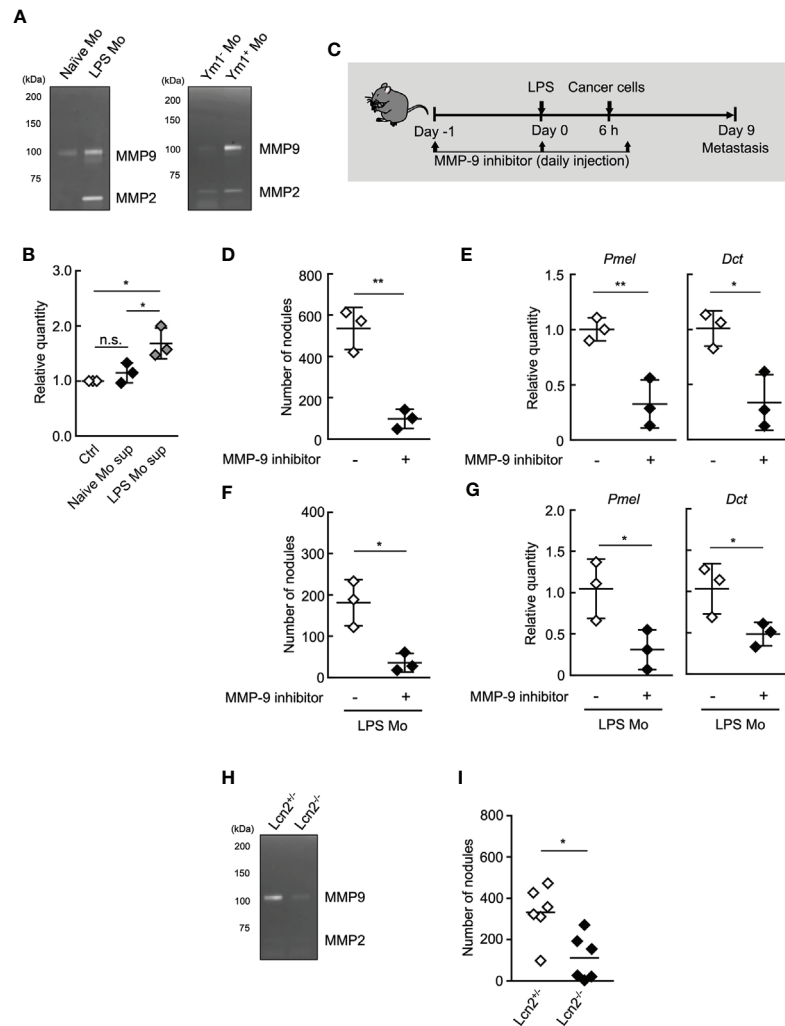 A
Naïve Mo
LPS Mo
(kDa)
200
150
100
75
MMP9
MMP2
Ym1- Mo
Ym1+ Mo
(kDa)
200
150
100
75
MMP9
MMP2
C
LPS
Cancer cells
Day -1
Day 0
6 h
Day 9
Metastasis
MMP-9 inhibitor (daily injection)
B
Relative quantity
3.0
2.0
1.0
0.0
*
*
n.s.
Ctrl
Naïve Mo sup
LPS Mo sup
D
Number of nodules
800
600
400
200
0
**
MMP-9 inhibitor
-
+
E
Pmel
Dct
Relative quantity
1.5
1.0
0.5
0
**
*
MMP-9 inhibitor
-
+
-
+
F
Number of nodules
400
300
200
100
0
*
MMP-9 inhibitor
-
+
LPS Mo
G
Pmel
Dct
Relative quantity
2.0
1.5
1.0
0.5
0
*
*
MMP-9 inhibitor
-
+
-
+
LPS Mo
LPS Mo
H
Lcn2+/-
Lcn2-/-
(kDa)
200
150
100
75
MMP9
MMP2
I
Number of nodules
800
600
400
200
0
*
Lcn2+/-
Lcn2-/-